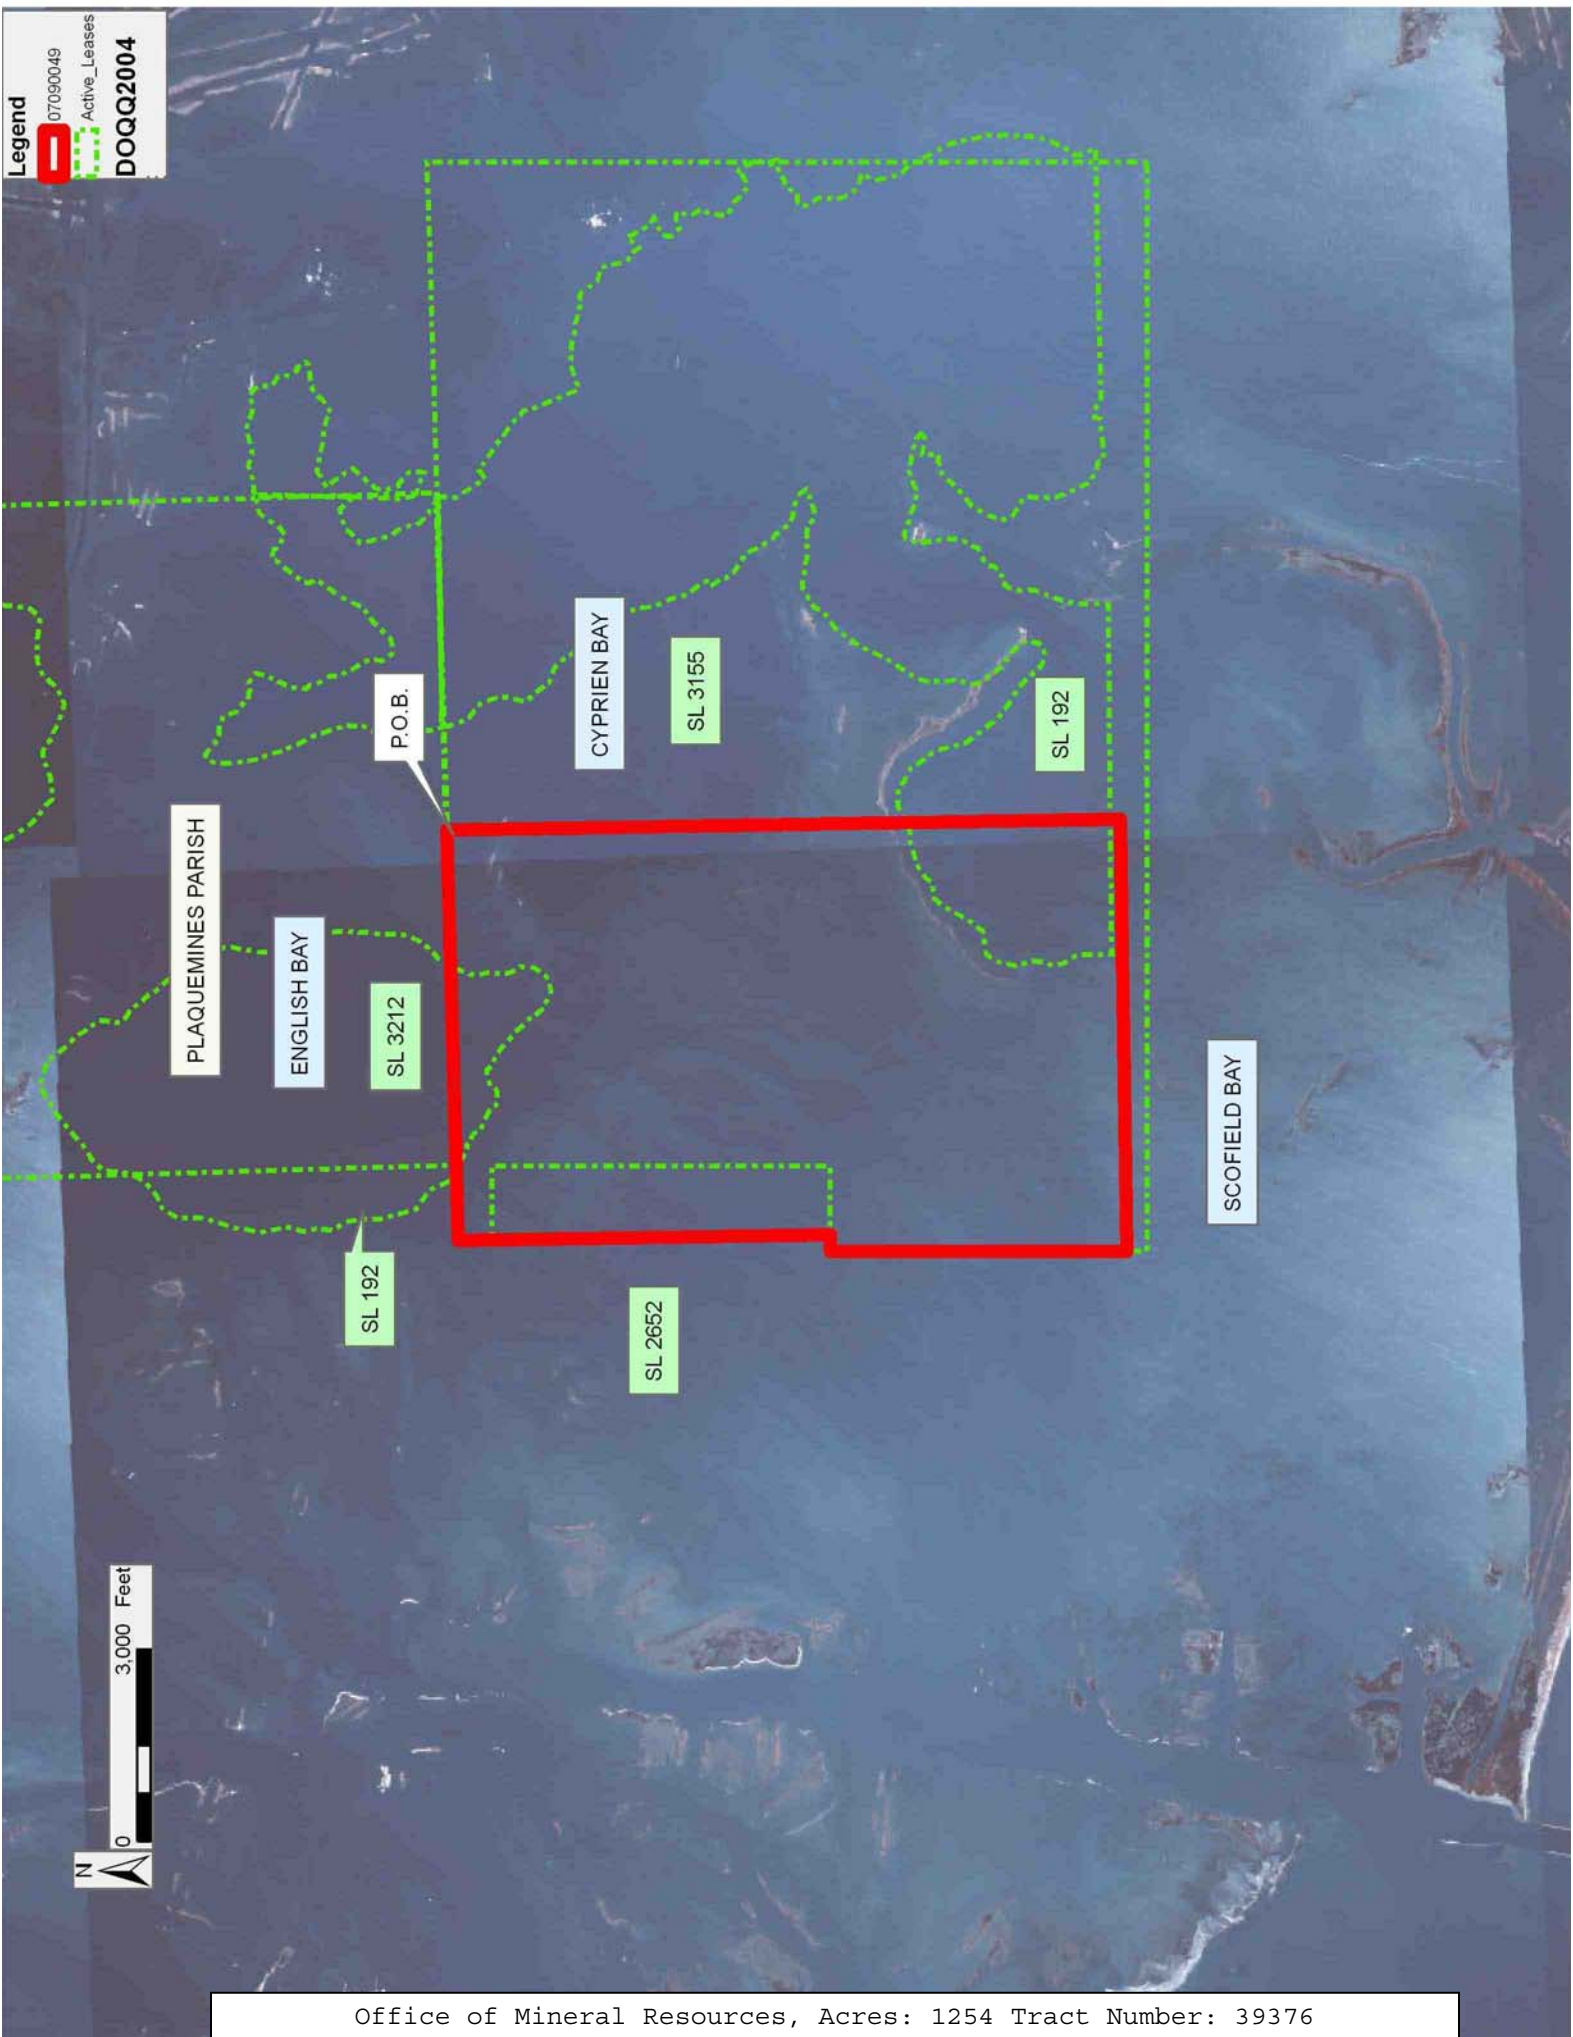 Legend
07090049
Active_Leases
DOQQ2004
N
0 3,000 Feet
PLAQUEMINES PARISH
ENGLISH BAY
SL 3212
P.O.B.
SL 192
CYPRIEN BAY
SL 3155
SL 2652
SL 192
SCOFIELD BAY
Office of Mineral Resources, Acres: 1254 Tract Number: 39376